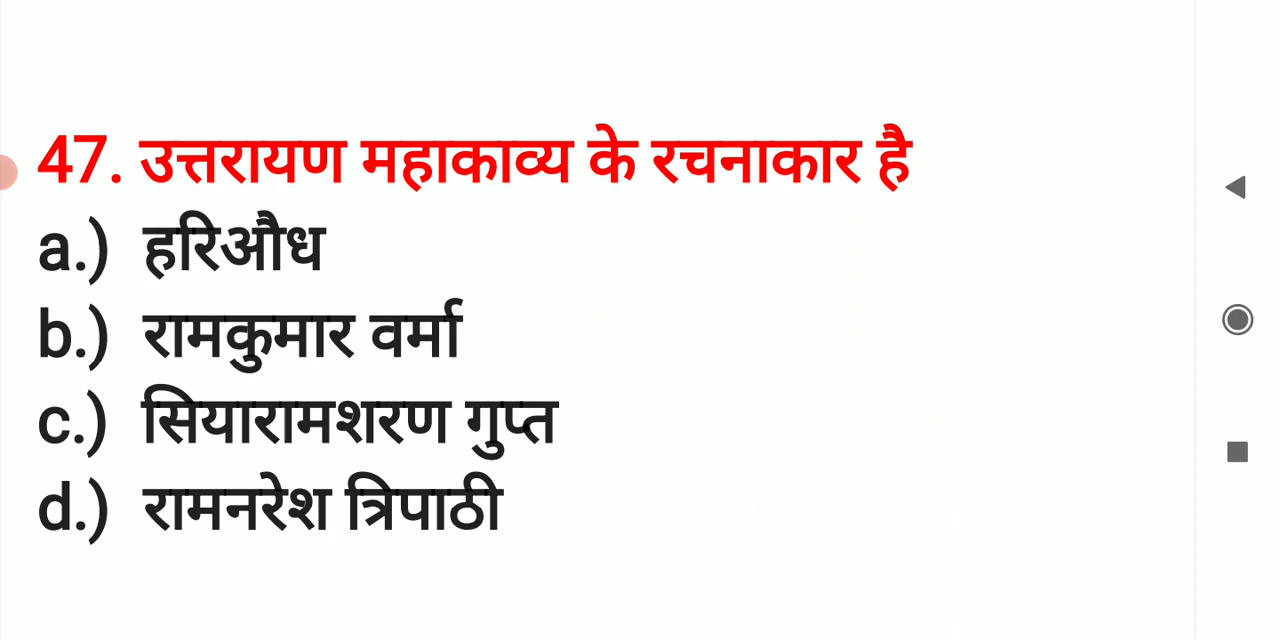 47. उत्तरायण महाकाव्य के रचनाकार है
a.) हरिऔध
b.) रामकुमार वर्मा
c.) सियारामशरण गुप्त
d.) रामनरेश त्रिपाठी